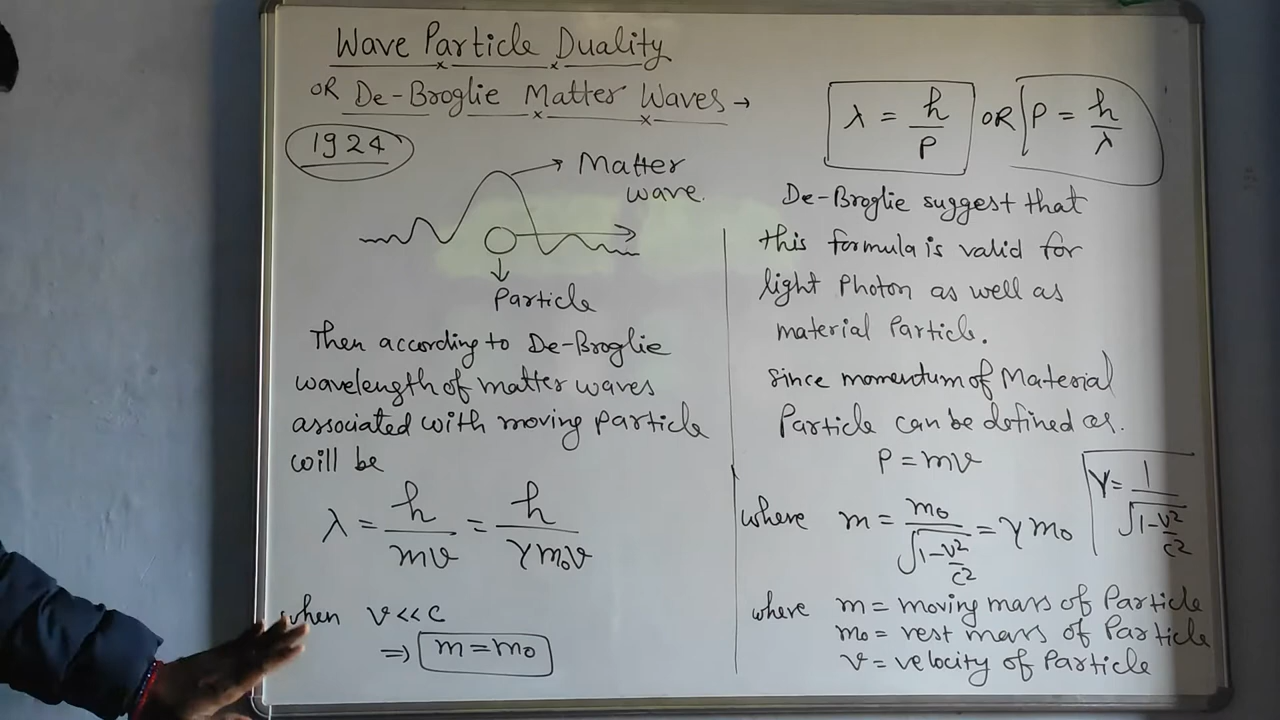 Wave Particle Duality
OR De-Broglie Matter Waves →
1924
Matter
wave.
Particle
Then according to De-Broglie
wavelength of matter waves
associated with moving particle
will be
λ = h/mv = h/γm₀v
when v<<c
⇒ m = m₀
λ = h/P OR P = h/λ
De-Broglie suggest that
this formula is valid for
light Photon as well as
material Particle.
Since momentum of Material
Particle can be defined as.
P = mv
where m = m₀/√(1-v²/c²) = γm₀
γ = 1/√(1-v²/c²)
where m = moving mass of Particle
m₀ = rest mass of Particle
v = velocity of Particle